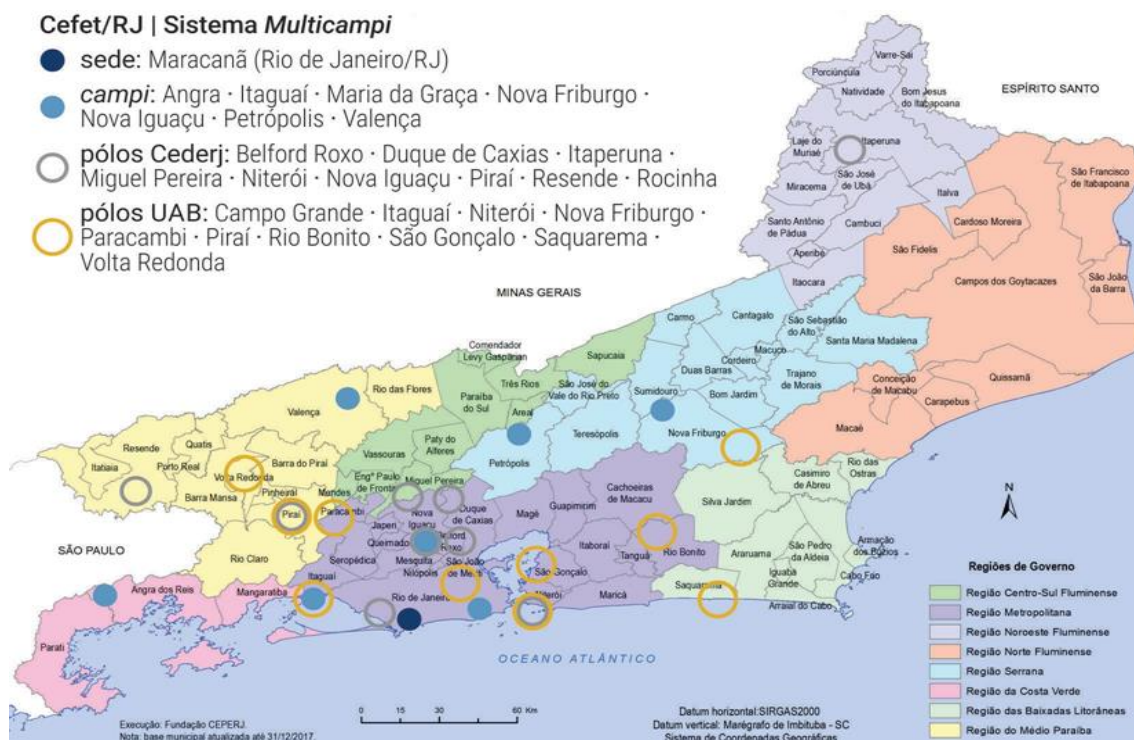 Cefet/RJ | Sistema Multicampi
sede: Maracanã (Rio de Janeiro/RJ)
campi: Angra · Itaguaí · Maria da Graça · Nova Friburgo ·
Nova Iguaçu · Petrópolis · Valença
pólos Cederj: Belford Roxo · Duque de Caxias · Itaperuna ·
Miguel Pereira · Niterói · Nova Iguaçu · Piraí · Resende · Rocinha
pólos UAB: Campo Grande · Itaguaí · Niterói · Nova Friburgo ·
Paracambi · Piraí · Rio Bonito · São Gonçalo · Saquarema ·
Volta Redonda
ESPÍRITO SANTO
MINAS GERAIS
SÃO PAULO
Varre-Sai
Porciúncula
Natividade
Bom Jesus
do Itabapoana
Laje do
Muriaé
Itaperuna
São José
de Ubá
Miracema
Italva
Santo Antônio
de Pádua
Cambuci
Aperibé
Itaocara
São Francisco
de Itabapoana
Cardoso Moreira
São Fidelis
Campos dos Goytacazes
São João
da Barra
Quissamã
Conceição
de Macabu
Carapebus
Macaé
Carmo
Cantagalo
São Sebastião
do Alto
Macuco
Cordeiro
Santa Maria Madalena
Duas Barras
Trajano
de Morais
Sumidouro
Bom Jardim
Nova Friburgo
Teresópolis
Petrópolis
São José do
Vale do Rio Preto
Comendador
Levy Gasparian
Sapucaia
Três Rios
Paraíba
do Sul
Areal
Paty do
Alferes
Vassouras
Engº Paulo
de Frontin
Miguel Pereira
Mendes
Rio das Flores
Valença
Resende
Quatis
Itatiaia
Porto Real
Volta Redonda
Barra do Piraí
Barra Mansa
Pinheiral
Piraí
Rio Claro
Paracambi
Japeri
Nova
Iguaçu
Duque
de Caxias
Queimados
Belford
Roxo
Seropédica
Mesquita
São João
de Meriti
Nilópolis
Itaguaí
Rio de Janeiro
Magé
Guapimirim
Cachoeiras
de Macacu
Itaboraí
Tanguá
Rio
Bonito
São Gonçalo
Niterói
Maricá
Silva Jardim
Casimiro
de Abreu
Rio das
Ostras
Araruama
São Pedro
da Aldeia
Armação
dos Búzios
Iguaba
Grande
Cabo Frio
Saquarema
Arraial do Cabo
Mangaratiba
Angra dos Reis
Parati
OCEANO ATLÂNTICO
N
Regiões de Governo
Região Centro-Sul Fluminense
Região Metropolitana
Região Noroeste Fluminense
Região Norte Fluminense
Região Serrana
Região da Costa Verde
Região das Baixadas Litorâneas
Região do Médio Paraíba
0 10 20 30 40 50 60 Km
Execução: Fundação CEPERJ.
Nota: base municipal atualizada até 31/12/2017.
Datum horizontal:SIRGAS2000
Datum vertical: Marégrafo de Imbituba - SC
Sistema de Coordenadas Geográficas